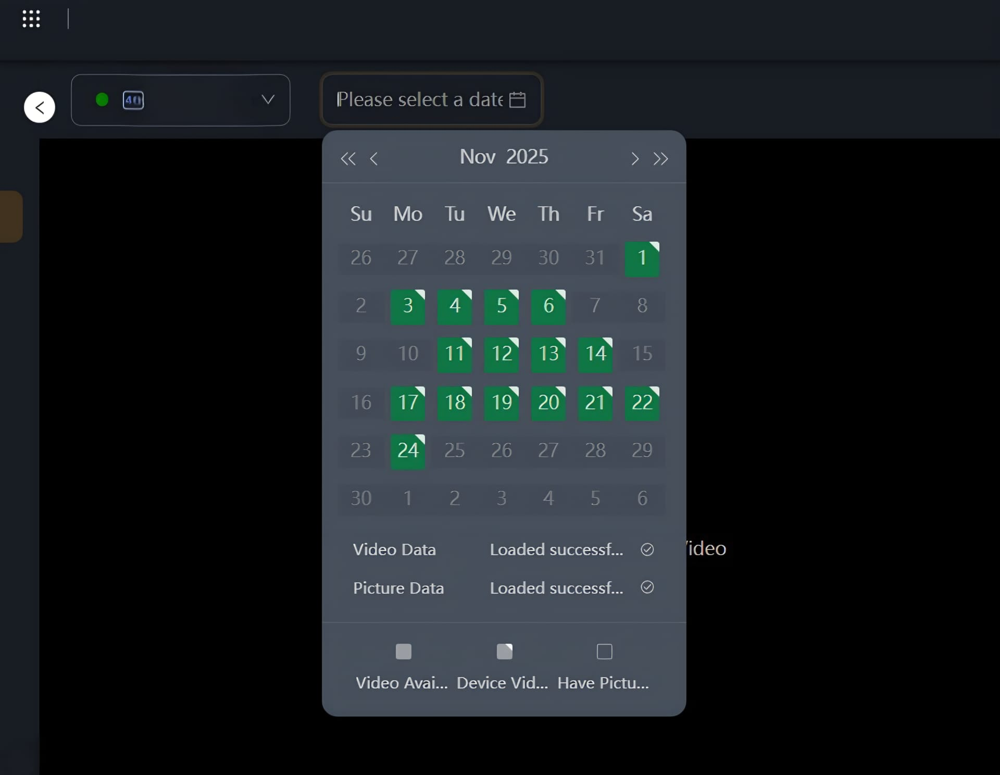 40
Please select a date
Nov 2025
Su Mo Tu We Th Fr Sa
26 27 28 29 30 31 1
2 3 4 5 6 7 8
9 10 11 12 13 14 15
16 17 18 19 20 21 22
23 24 25 26 27 28 29
30 1 2 3 4 5 6
Video Data Loaded successf...
ideo
Picture Data Loaded successf...
Video Avai... Device Vid... Have Pictu...